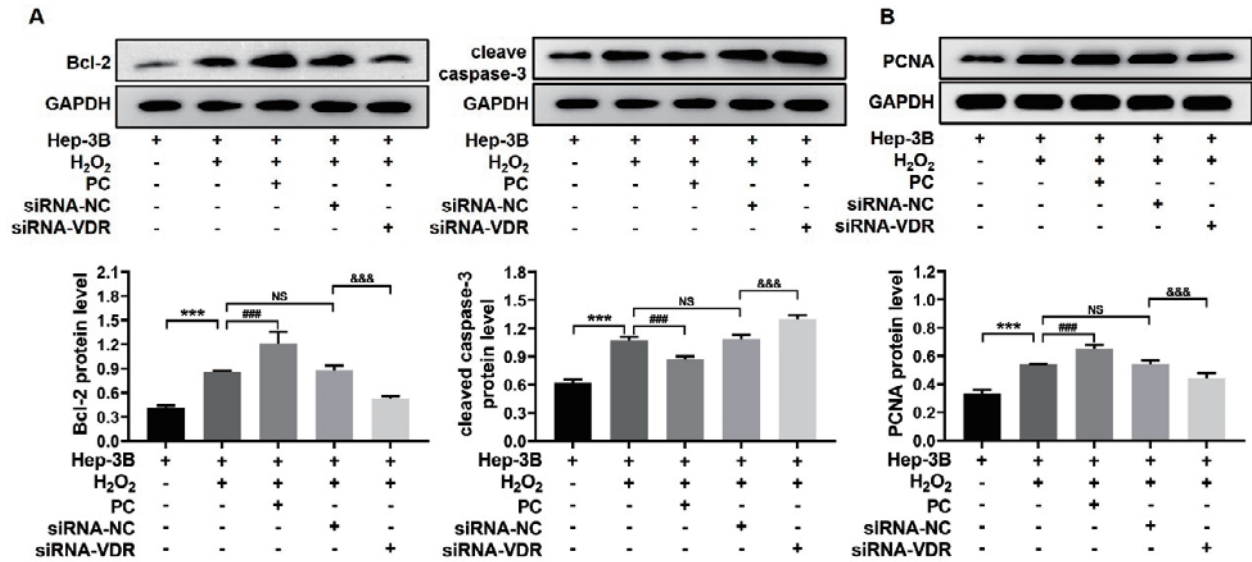 A
Bcl-2
GAPDH
Hep-3B + + + + +
H₂O₂ - + + + +
PC - - + - -
siRNA-NC - - - + -
siRNA-VDR - - - - +
cleave
caspase-3
GAPDH
Hep-3B + + + + +
H₂O₂ - + + + +
PC - - + - -
siRNA-NC - - - + -
siRNA-VDR - - - - +
B
PCNA
GAPDH
Hep-3B + + + + +
H₂O₂ - + + + +
PC - - + - -
siRNA-NC - - - + -
siRNA-VDR - - - - +
Bcl-2 protein level
2.1
1.8
1.5
1.2
0.9
0.6
0.3
0.0
*** ### NS &&&
Hep-3B + + + + +
H₂O₂ - + + + +
PC - - + - -
siRNA-NC - - - + -
siRNA-VDR - - - - +
cleaved caspase-3
protein level
1.8
1.5
1.2
0.9
0.6
0.3
0.0
*** ### NS &&&
Hep-3B + + + + +
H₂O₂ - + + + +
PC - - + - -
siRNA-NC - - - + -
siRNA-VDR - - - - +
PCNA protein level
1.2
1.0
0.8
0.6
0.4
0.2
0.0
*** ### NS &&&
Hep-3B + + + + +
H₂O₂ - + + + +
PC - - + - -
siRNA-NC - - - + -
siRNA-VDR - - - - +